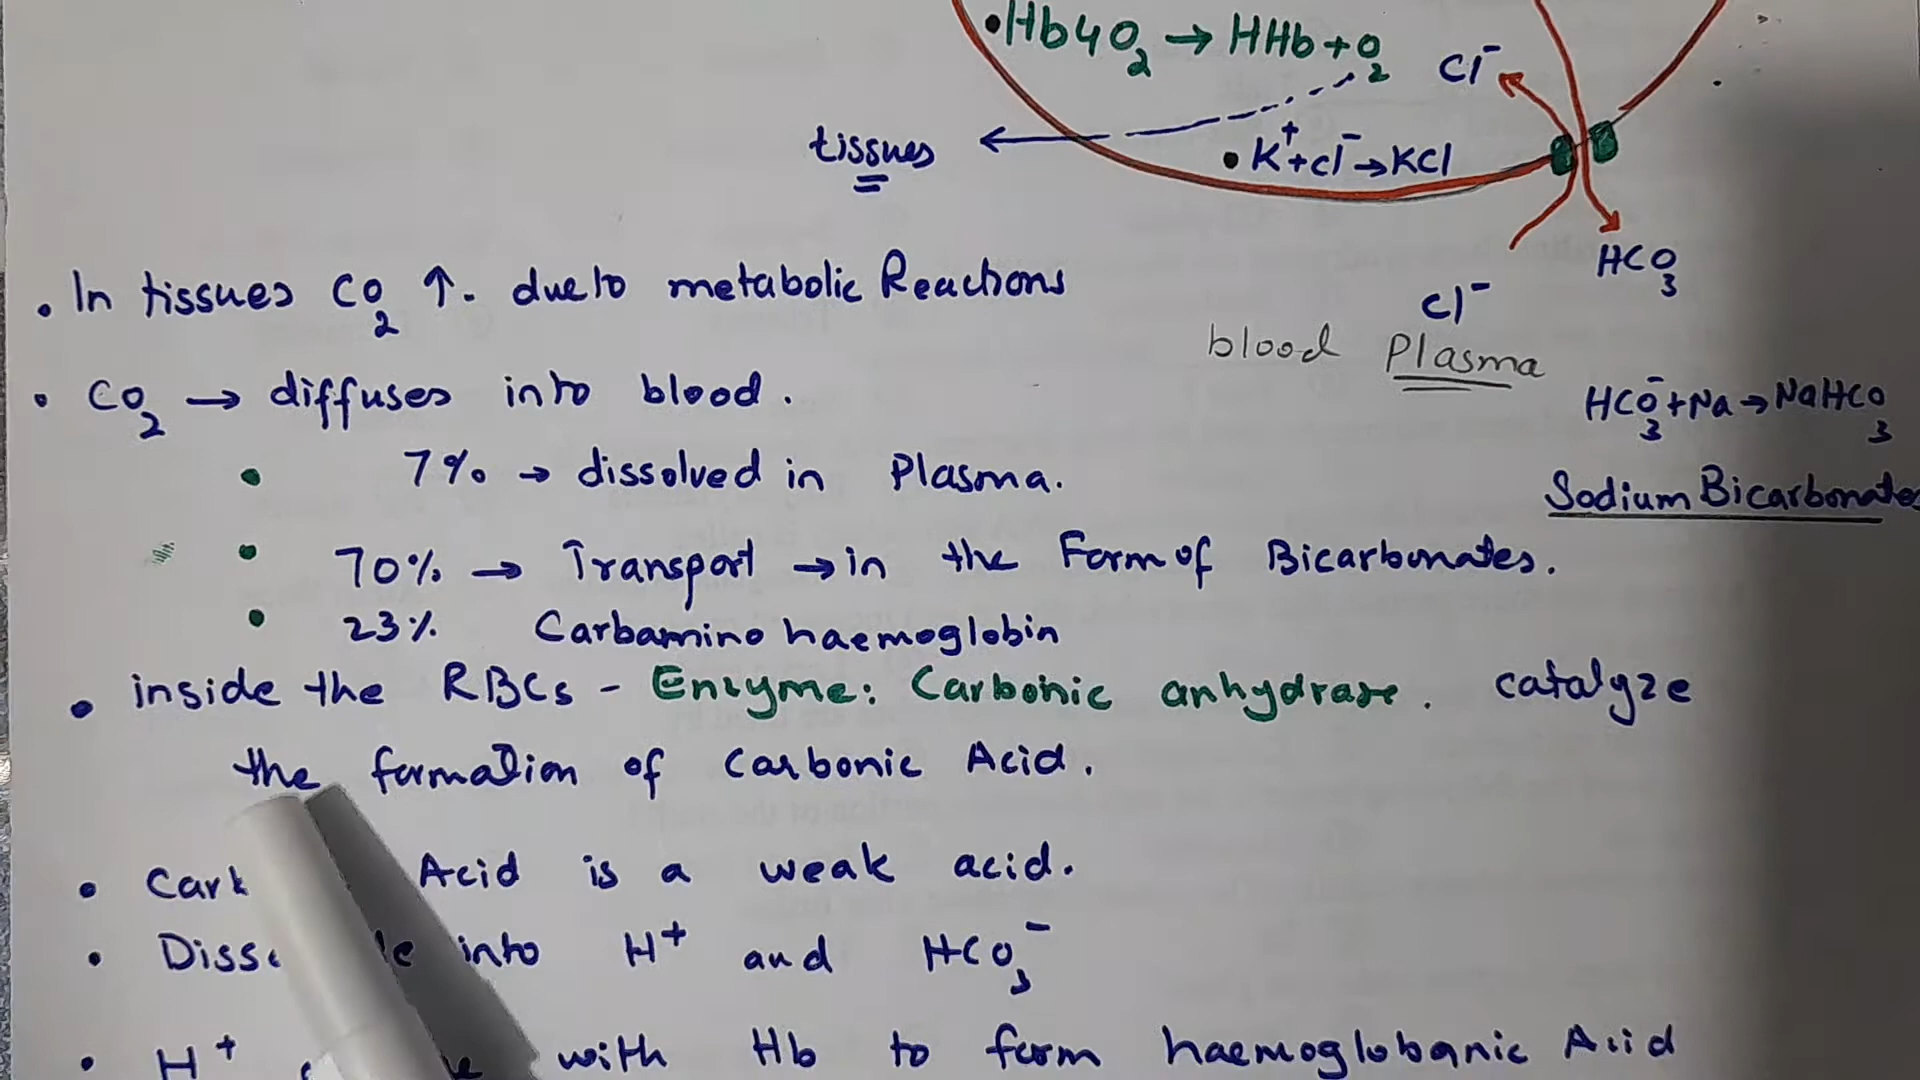 •Hb4O₂ → HHb+O₂
Cl⁻
tissues
•K⁺+Cl⁻→KCl
HCO₃
• In tissues CO₂ ↑. due to metabolic Reactions
Cl⁻
blood Plasma
• CO₂ → diffuses into blood.
HCO₃⁻+Na→NaHCO₃
• 7% → dissolved in Plasma.
Sodium Bicarbonates
• 70% → Transport → in the Form of Bicarbonates.
• 23% Carbamino haemoglobin
• inside the RBCs - Enzyme: Carbonic anhydrase. catalyze
the formation of Carbonic Acid.
• Acid is a weak acid.
• into H⁺ and HCO₃⁻
• H⁺ with Hb to form haemoglobanic Acid